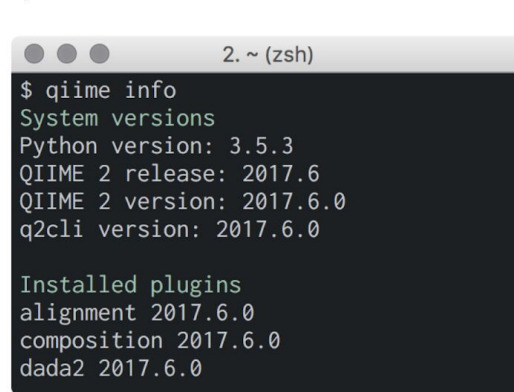 2. ~ (zsh)
$ qiime info
System versions
Python version: 3.5.3
QIIME 2 release: 2017.6
QIIME 2 version: 2017.6.0
q2cli version: 2017.6.0
Installed plugins
alignment 2017.6.0
composition 2017.6.0
dada2 2017.6.0